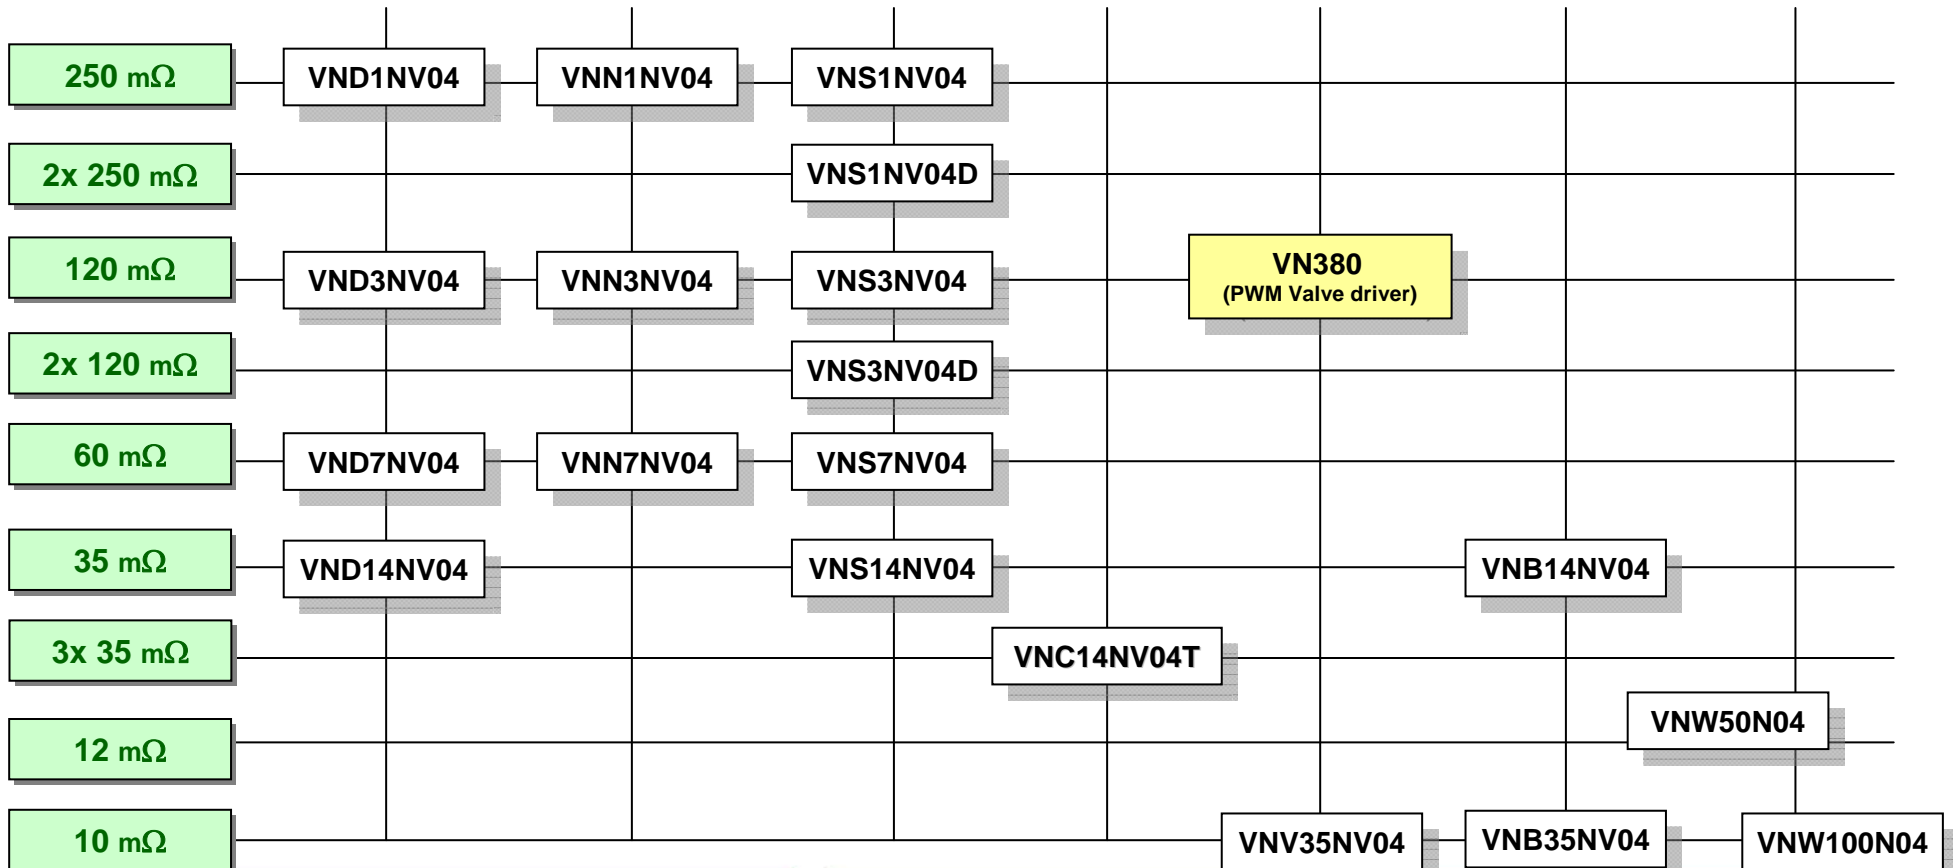 250 mΩ
VND1NV04
VNN1NV04
VNS1NV04
2x 250 mΩ
VNS1NV04D
120 mΩ
VND3NV04
VNN3NV04
VNS3NV04
VN380
(PWM Valve driver)
2x 120 mΩ
VNS3NV04D
60 mΩ
VND7NV04
VNN7NV04
VNS7NV04
35 mΩ
VND14NV04
VNS14NV04
VNB14NV04
3x 35 mΩ
VNC14NV04T
12 mΩ
VNW50N04
10 mΩ
VNV35NV04
VNB35NV04
VNW100N04